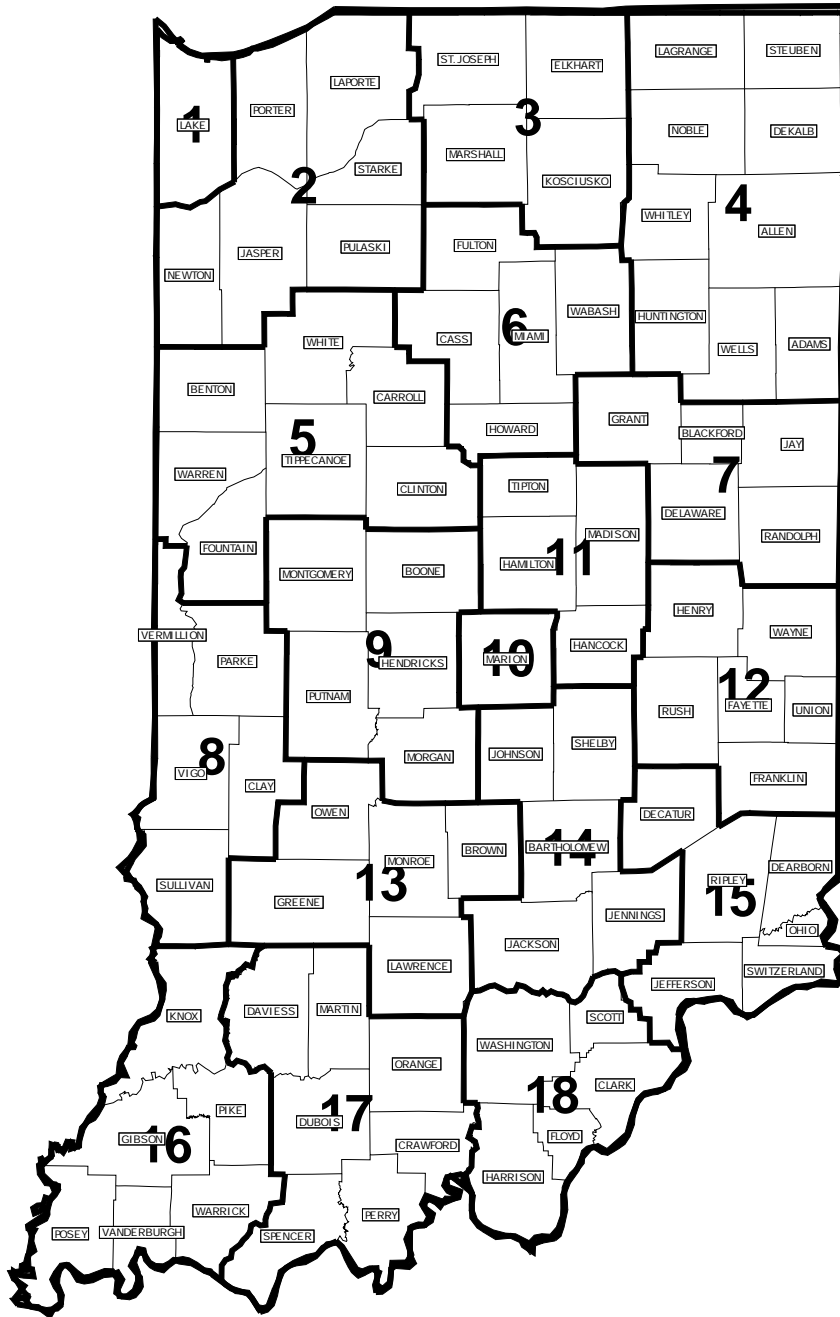 ST. JOSEPH
ELKHART
LAGRANGE
STEUBEN
LAPORTE
PORTER
LAKE
1
3
NOBLE
DEKALB
MARSHALL
STARKE
KOSCIUSKO
2
4
WHITLEY
ALLEN
FULTON
PULASKI
JASPER
NEWTON
WABASH
HUNTINGTON
6
MIAMI
CASS
WHITE
WELLS
ADAMS
BENTON
CARROLL
HOWARD
GRANT
BLACKFORD
JAY
5
TIPPECANOE
WARREN
CLINTON
TIPTON
7
DELAWARE
RANDOLPH
MADISON
FOUNTAIN
MONTGOMERY
BOONE
HAMILTON
11
HENRY
WAYNE
VERMILLION
PARKE
9
HENDRICKS
MARION
10
HANCOCK
PUTNAM
RUSH
12
FAYETTE
UNION
8
VIGO
CLAY
MORGAN
JOHNSON
SHELBY
FRANKLIN
OWEN
DECATUR
BROWN
BARTHOLOMEW
14
MONROE
13
SULLIVAN
GREENE
DEARBORN
RIPLEY
15
JENNINGS
OHIO
JACKSON
LAWRENCE
SWITZERLAND
JEFFERSON
KNOX
DAVIESS
MARTIN
SCOTT
WASHINGTON
ORANGE
CLARK
18
PIKE
17
DUBOIS
GIBSON
16
FLOYD
CRAWFORD
HARRISON
WARRICK
PERRY
POSEY
VANDERBURGH
SPENCER